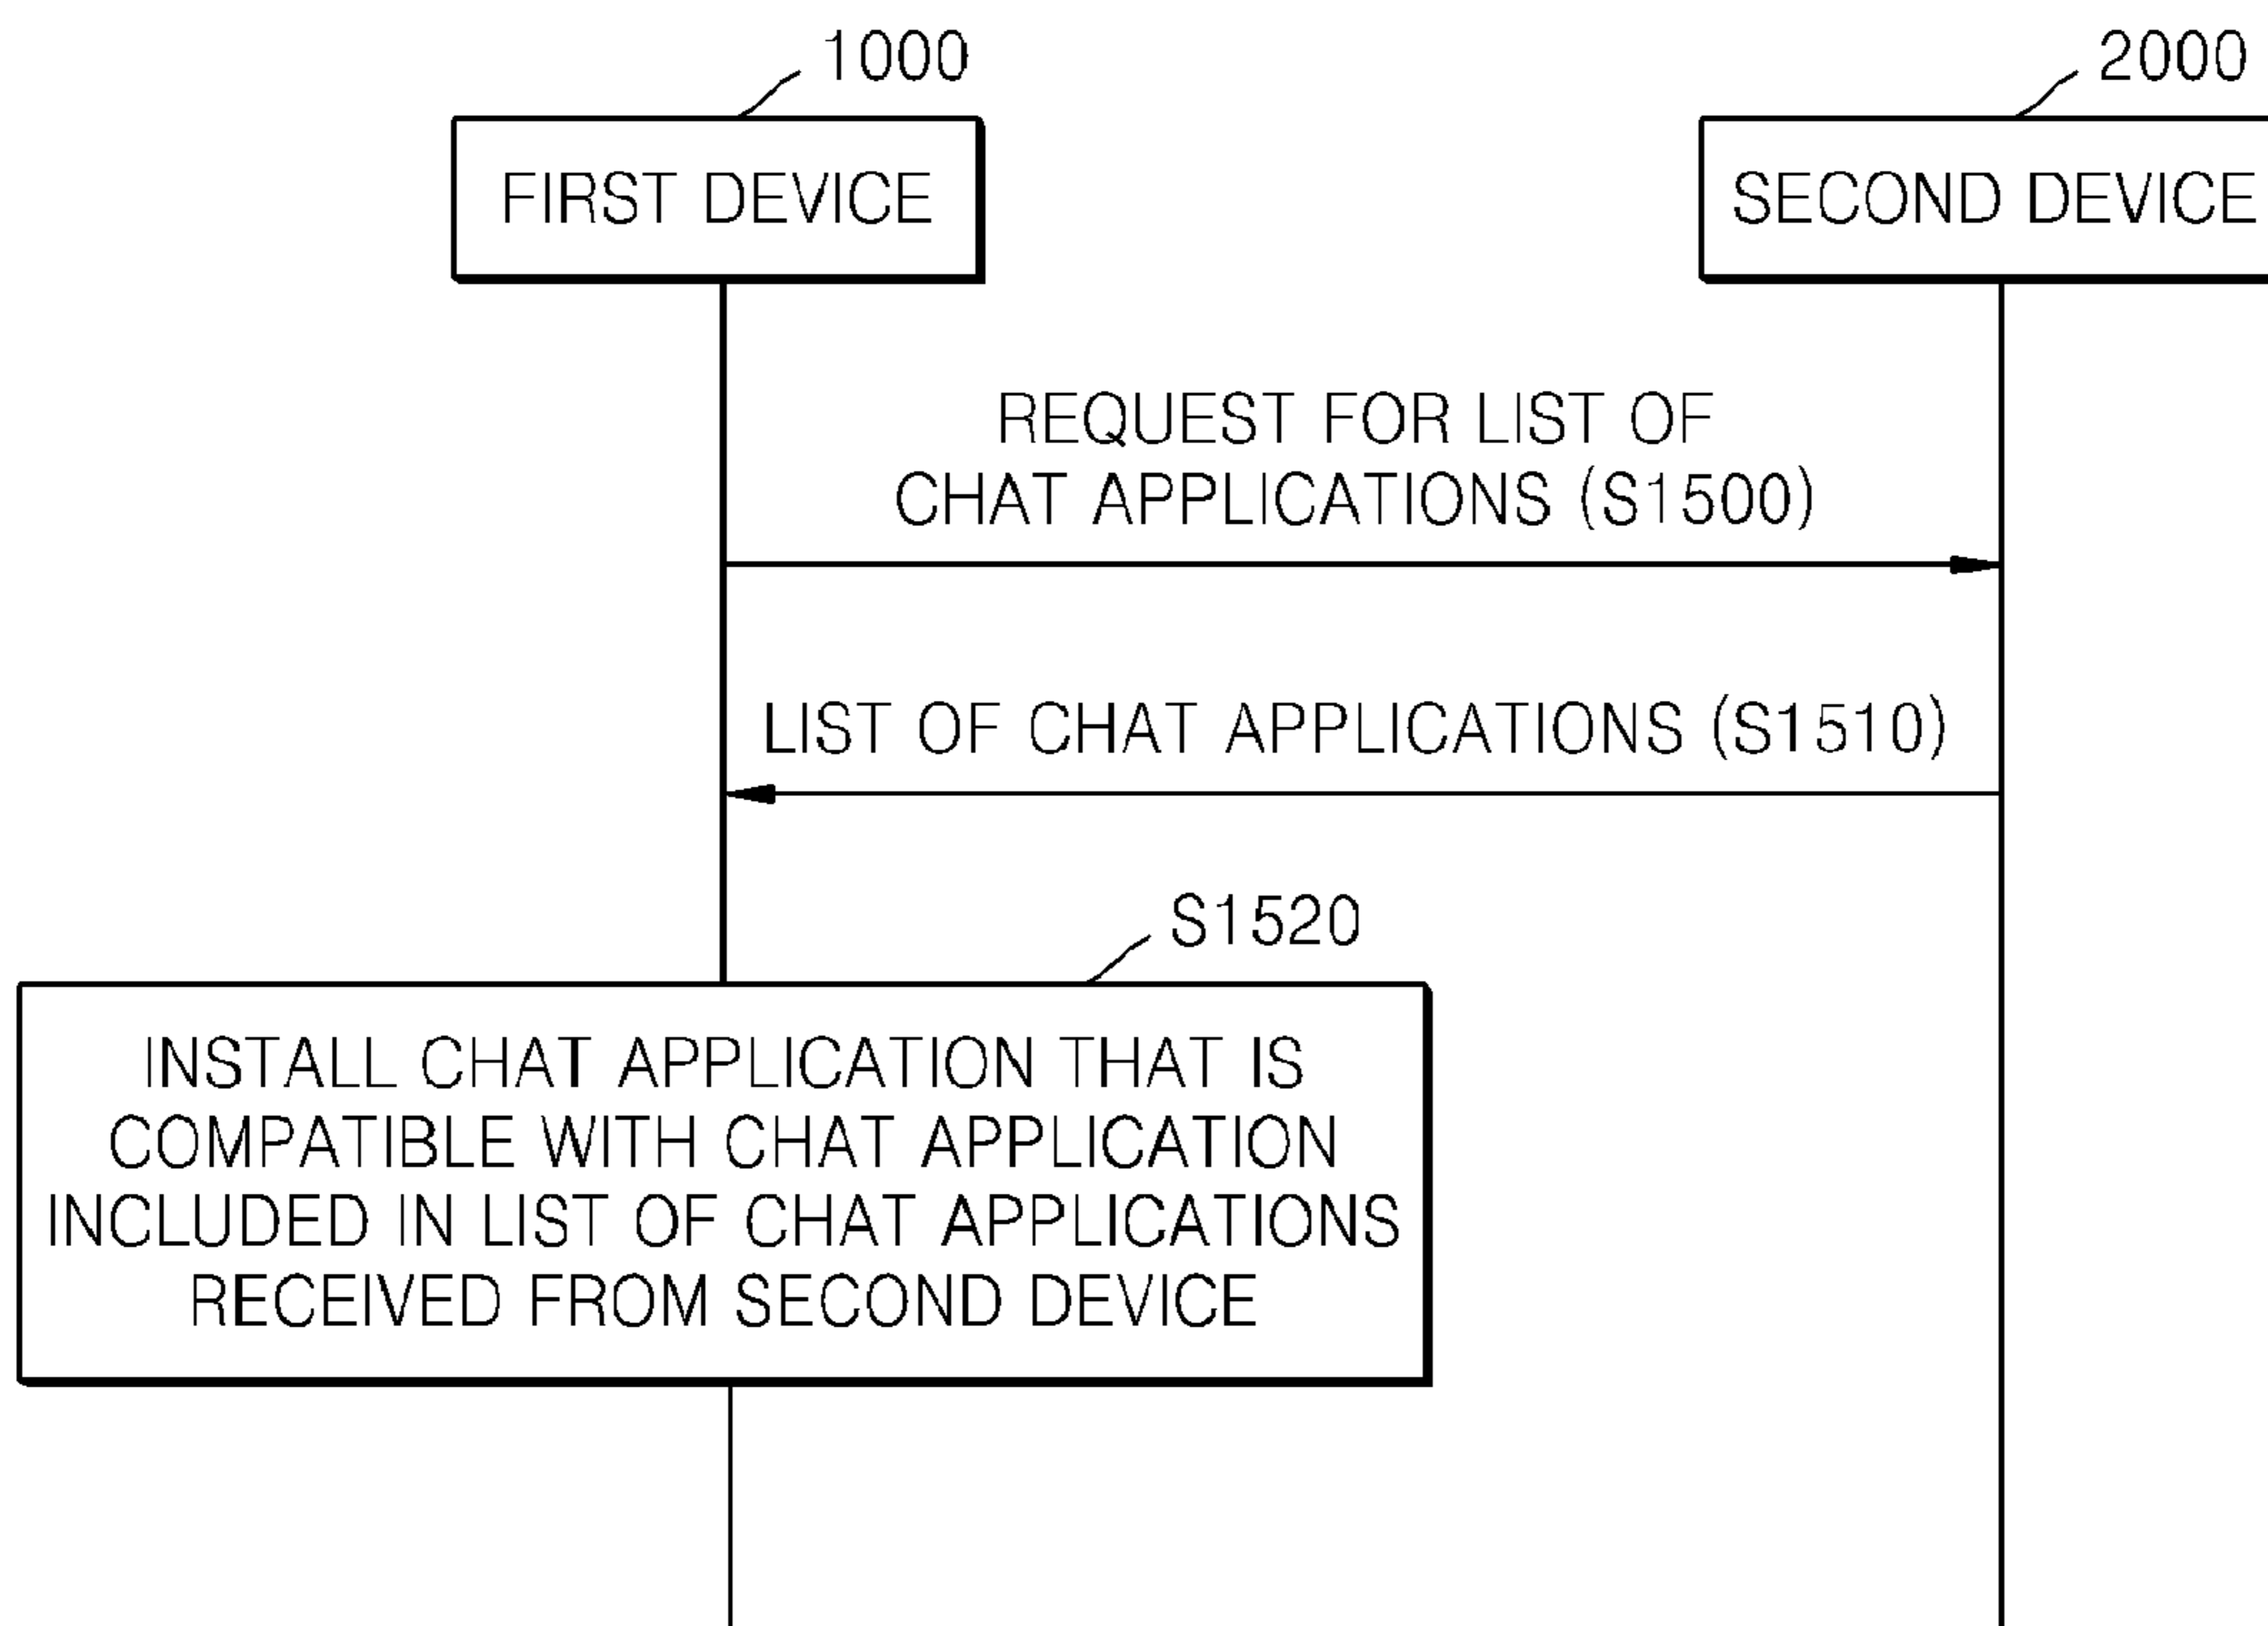 1000
2000
FIRST DEVICE
SECOND DEVICE
REQUEST FOR LIST OF
CHAT APPLICATIONS (S1500)
LIST OF CHAT APPLICATIONS (S1510)
S1520
INSTALL CHAT APPLICATION THAT IS
COMPATIBLE WITH CHAT APPLICATION
INCLUDED IN LIST OF CHAT APPLICATIONS
RECEIVED FROM SECOND DEVICE